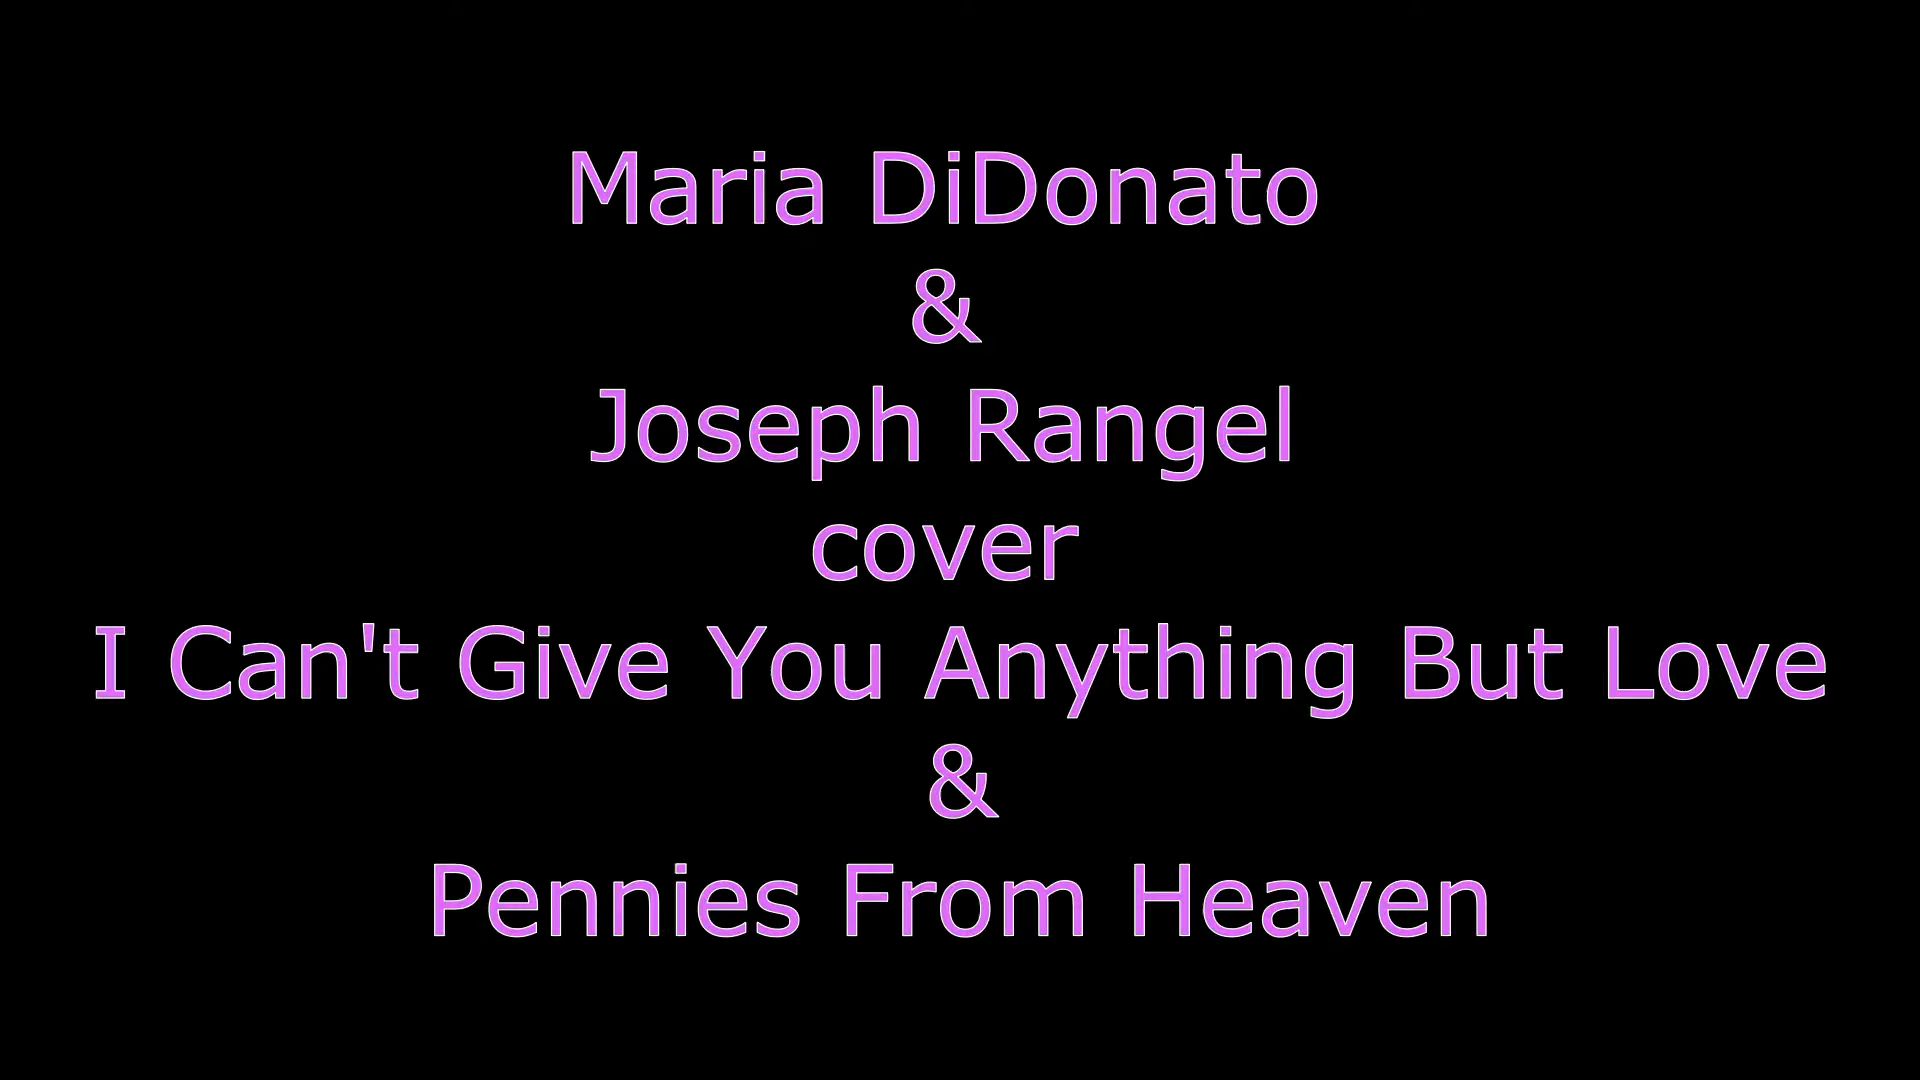 Maria DiDonato
&
Joseph Rangel
cover
I Can't Give You Anything But Love
&
Pennies From Heaven